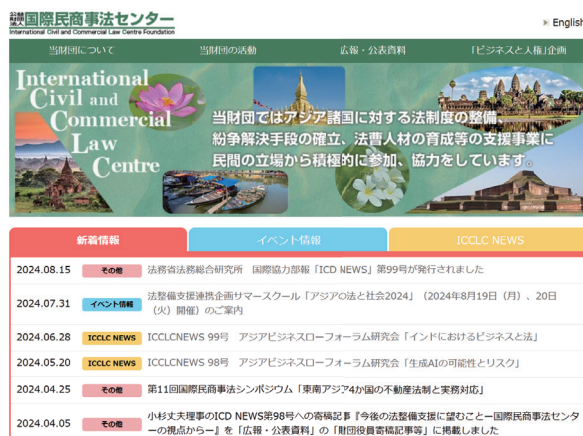 公益財団法人国際民商事法センター
International Civil and Commercial Law Centre Foundation
English
当財団について 当財団の活動 広報・公表資料 「ビジネスと人権」企画
International
Civil and
Commercial
Law
Centre
当財団ではアジア諸国に対する法制度の整備、
紛争解決手段の確立、法曹人材の育成等の支援事業に
民間の立場から積極的に参加、協力をしています。
新着情報 イベント情報 ICCLC NEWS
2024.08.15 その他 法務省法務総合研究所 国際協力部報「ICD NEWS」第99号が発行されました
2024.07.31 イベント情報 法整備支援連携企画サマースクール「アジアの法と社会2024」（2024年8月19日（月）、20日
（火）開催）のご案内
2024.06.28 ICCLC NEWS ICCLCNEWS 99号 アジアビジネスローフォーラム研究会「インドにおけるビジネスと法」
2024.05.20 ICCLC NEWS ICCLCNEWS 98号 アジアビジネスローフォーラム研究会「生成AIの可能性とリスク」
2024.04.25 その他 第11回国際民商事法シンポジウム「東南アジア4か国の不動産法制と実務対応」
2024.04.05 その他 小杉丈夫理事のICD NEWS第98号への寄稿記事『今後の法整備支援に望むことー国際民商事法センタ
ーの視点からー』を「広報・公表資料」の「財団役員寄稿記事等」に掲載しました